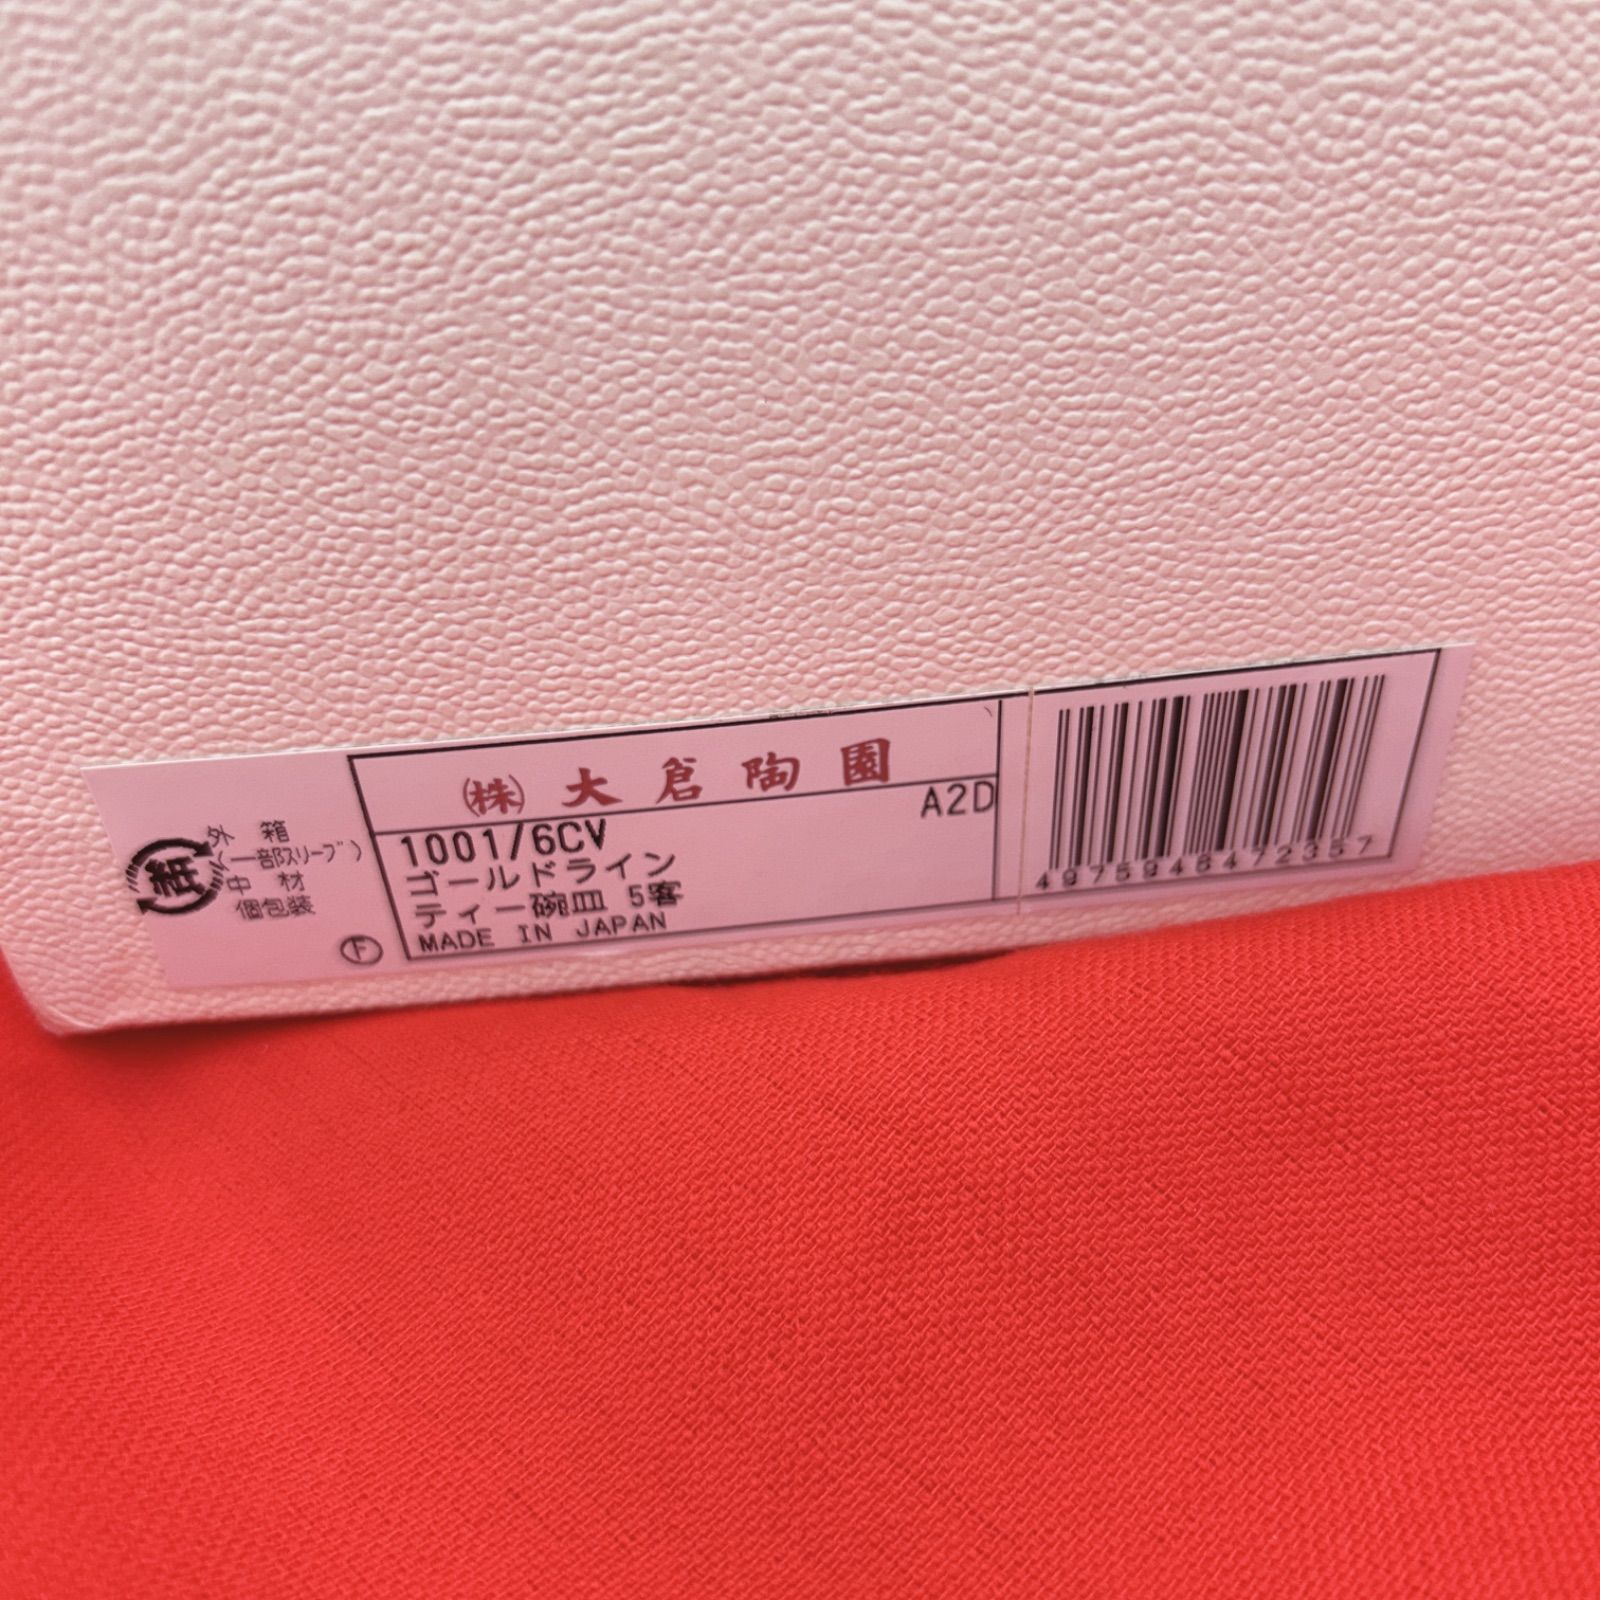 紙
外 箱
(一部スリーブ)
中 材
個包装
F
㈱ 大倉陶園
1001/6CV A2D
ゴールドライン
ティー碗皿 5客
MADE IN JAPAN
4975946472357